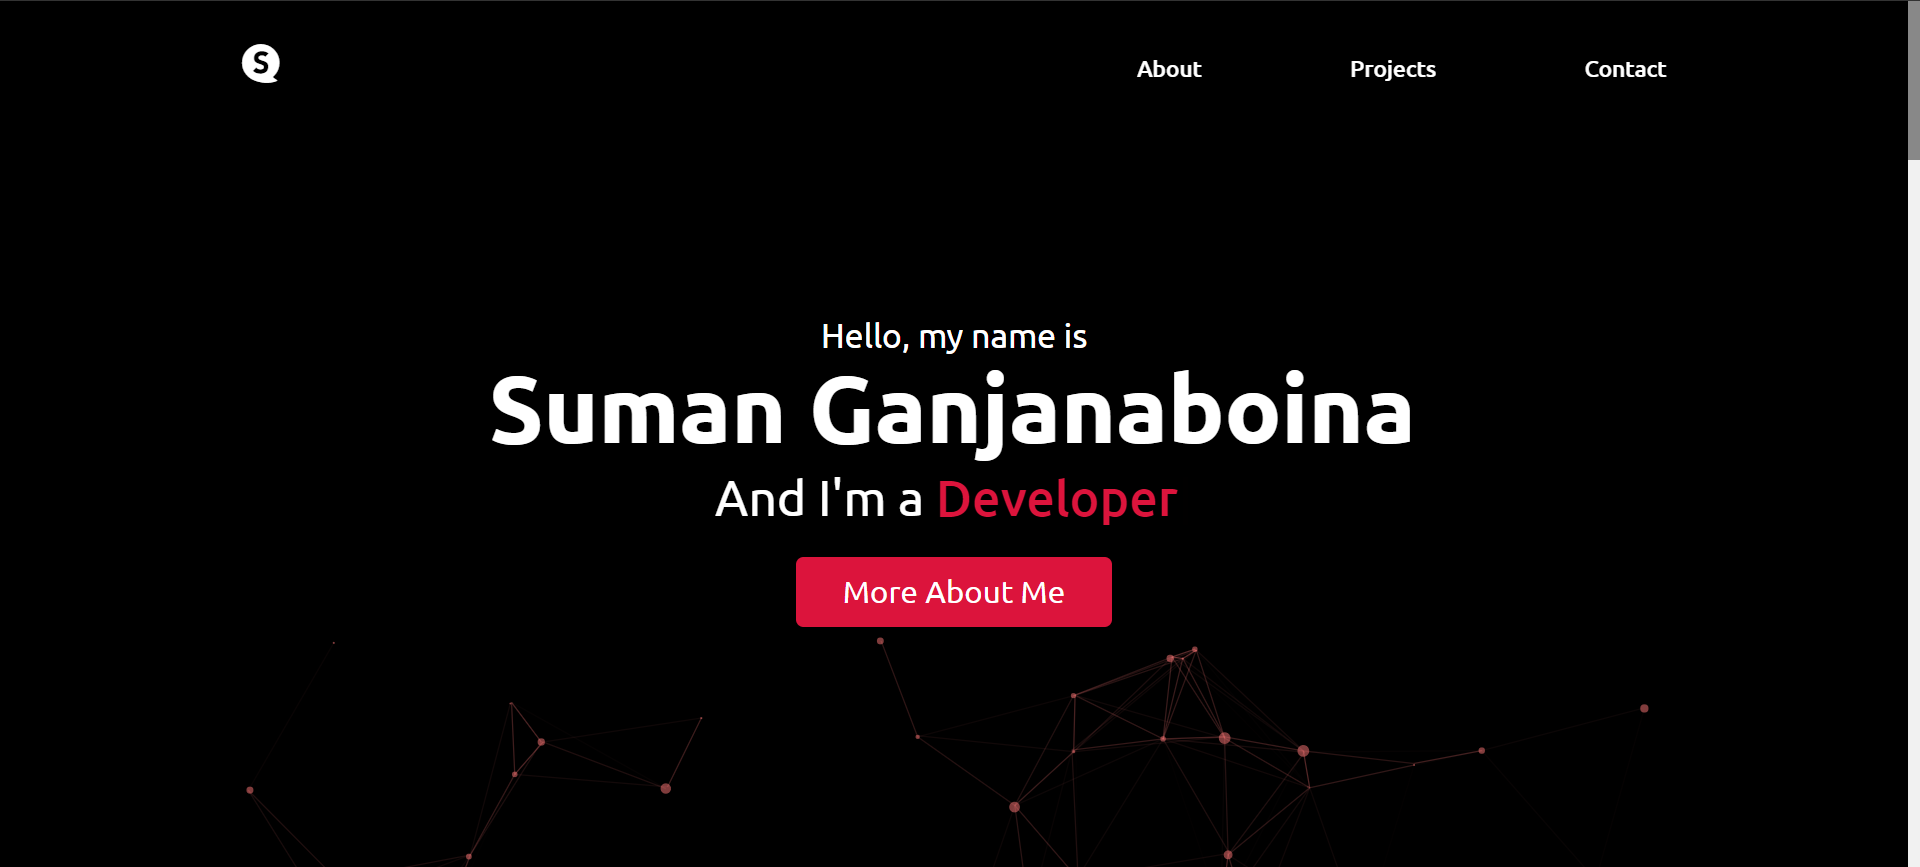 S
About Projects Contact
Hello, my name is
Suman Ganjanaboina
And I'm a Developer
More About Me